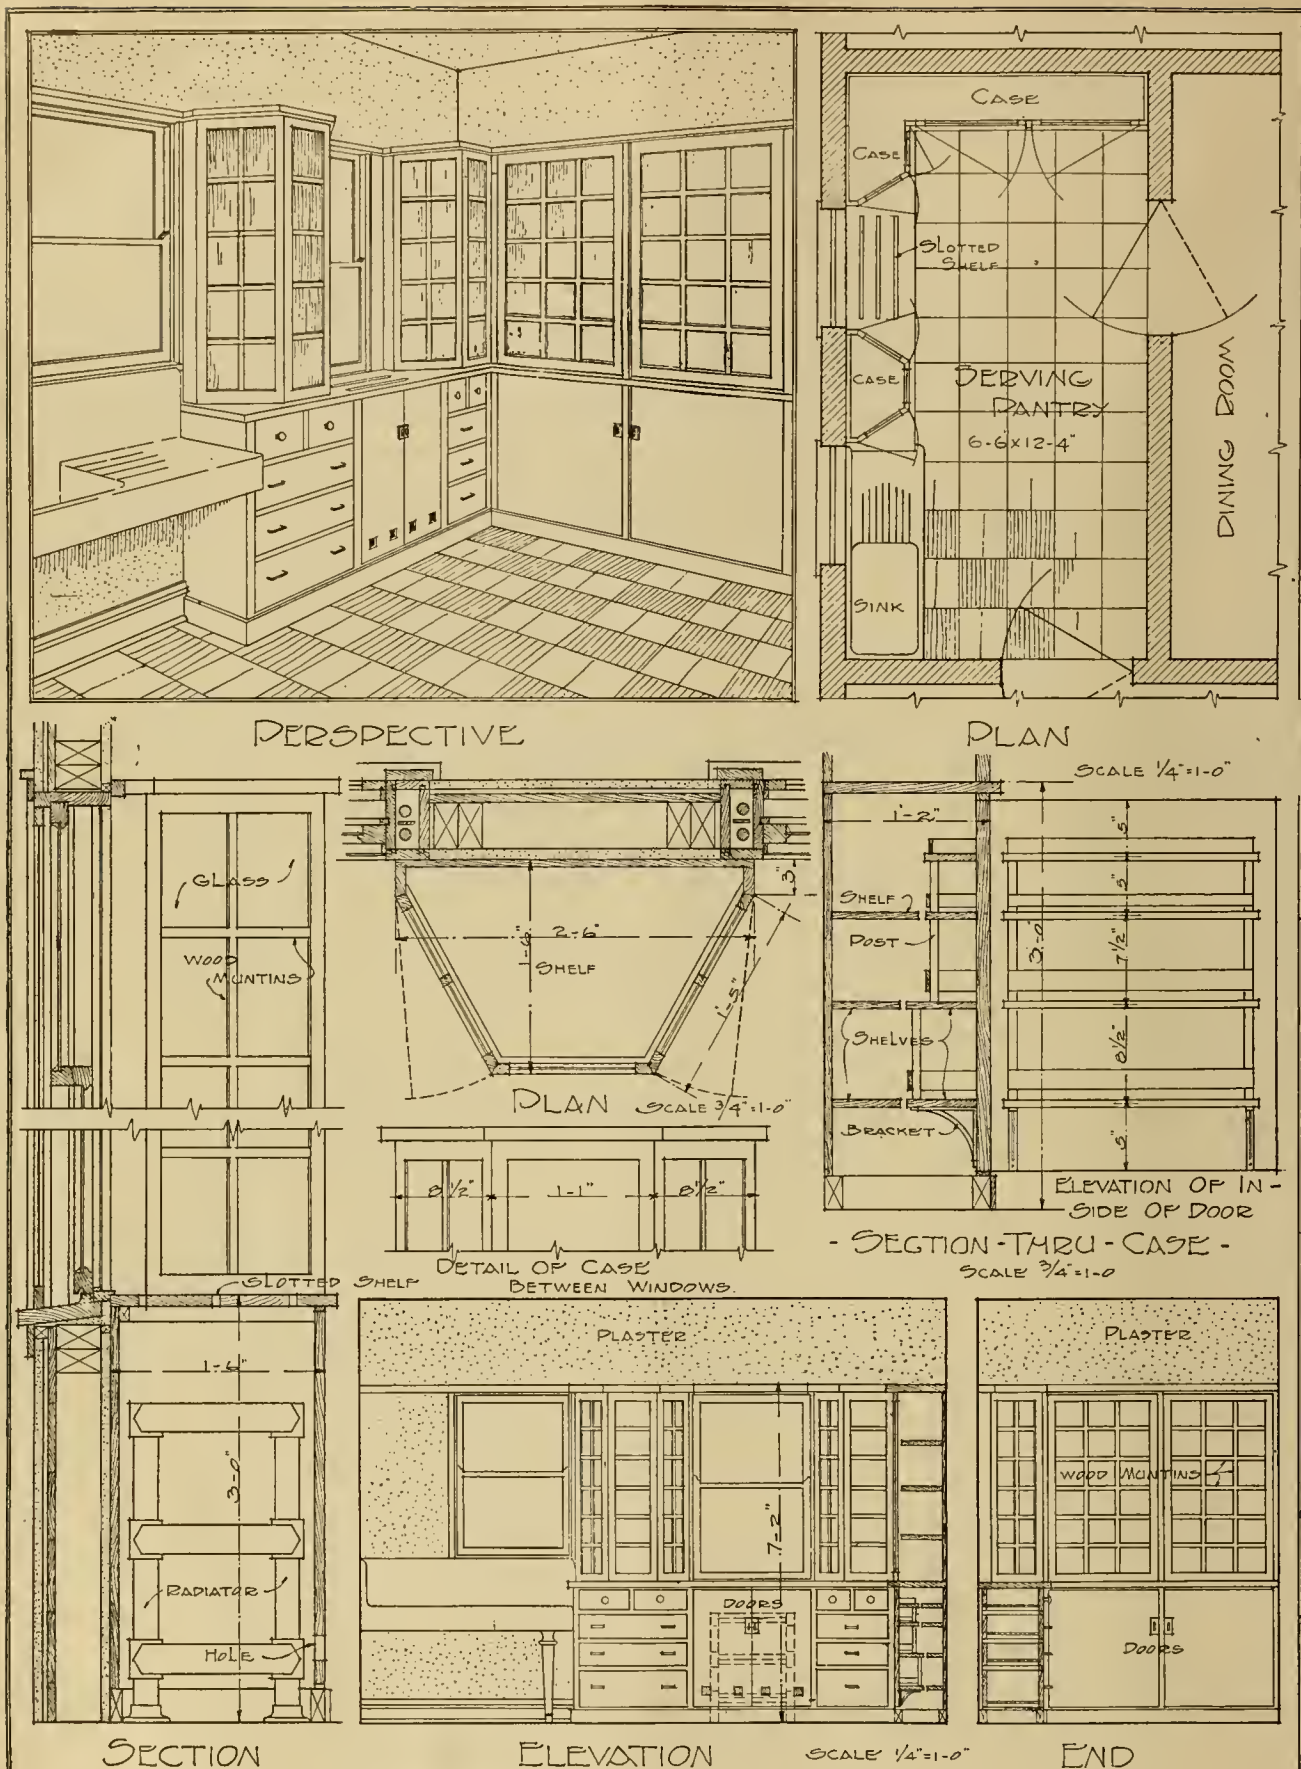 CASE
CASE
SLOTTED
SHELF
CASE
SERVING
PANTRY
6-6"x12-4"
DINING ROOM
SINK
PERSPECTIVE
PLAN
SCALE 1/4"=1-0"
GLASS
WOOD
MUNTINS
3"
2-6"
1-6"
SHELF
1'-5"
PLAN
SCALE 3/4"=1-0"
8 1/2"
1-1"
8 1/2"
DETAIL OF CASE
BETWEEN WINDOWS.
1'-2"
SHELF
POST
3'-0"
SHELVES
BRACKET
5"
5"
7 1/2"
8 1/2"
5"
ELEVATION OF IN-
SIDE OF DOOR
- SECTION-THRU-CASE -
SCALE 3/4"=1-0
SLOTTED SHELF
1-6"
3-0"
RADIATOR
HOLE
SECTION
PLASTER
7-2"
DOORS
ELEVATION
SCALE 1/4"=1-0"
PLASTER
WOOD MUNTINS
DOORS
END